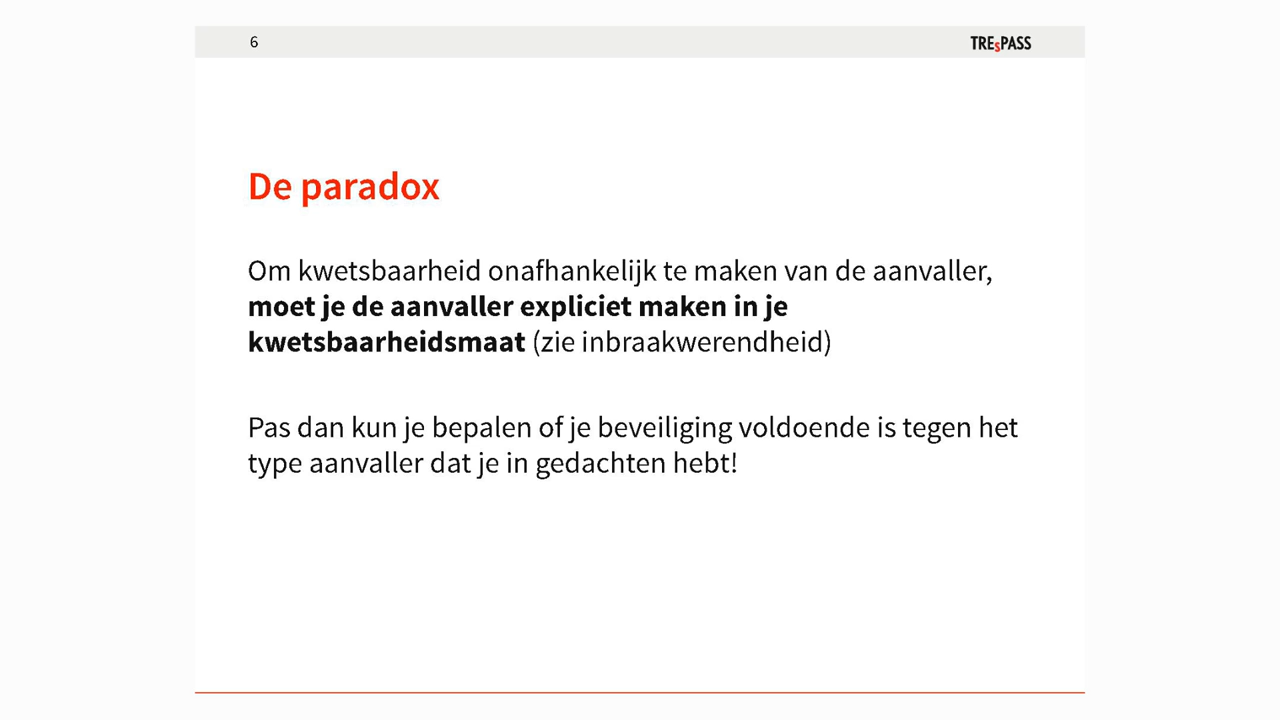 6
TREsPASS
De paradox
Om kwetsbaarheid onafhankelijk te maken van de aanvaller,
moet je de aanvaller expliciet maken in je
kwetsbaarheidsmaat (zie inbraakwerendheid)
Pas dan kun je bepalen of je beveiliging voldoende is tegen het
type aanvaller dat je in gedachten hebt!